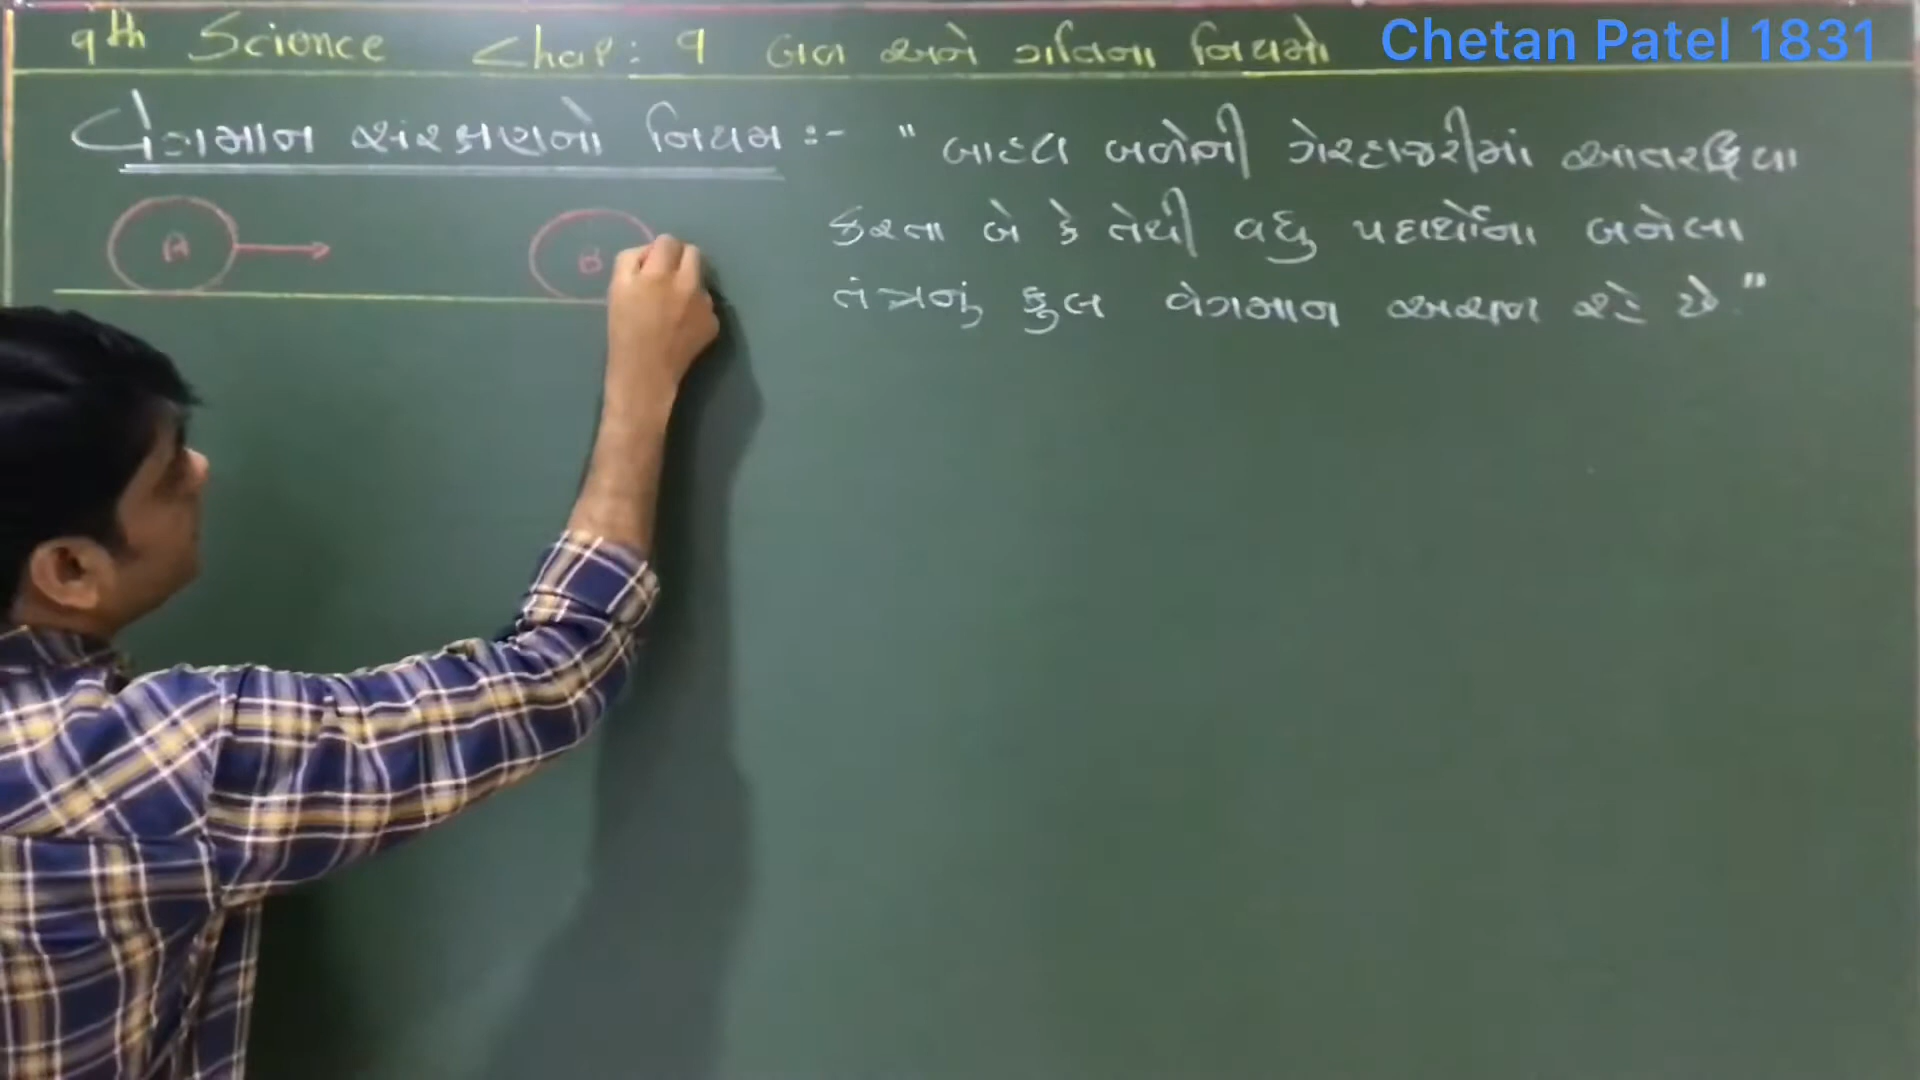 9th Science Chap: 9 બળ અને ગતિના નિયમો
Chetan Patel 1831
વેગમાન સંરક્ષણનો નિયમ :- " બાહ્ય બળોની ગેરહાજરીમાં આંતરક્રિયા
કરતા બે કે તેથી વધુ પદાર્થોના બનેલા
તંત્રનું કુલ વેગમાન અચળ રહે છે."
A
B